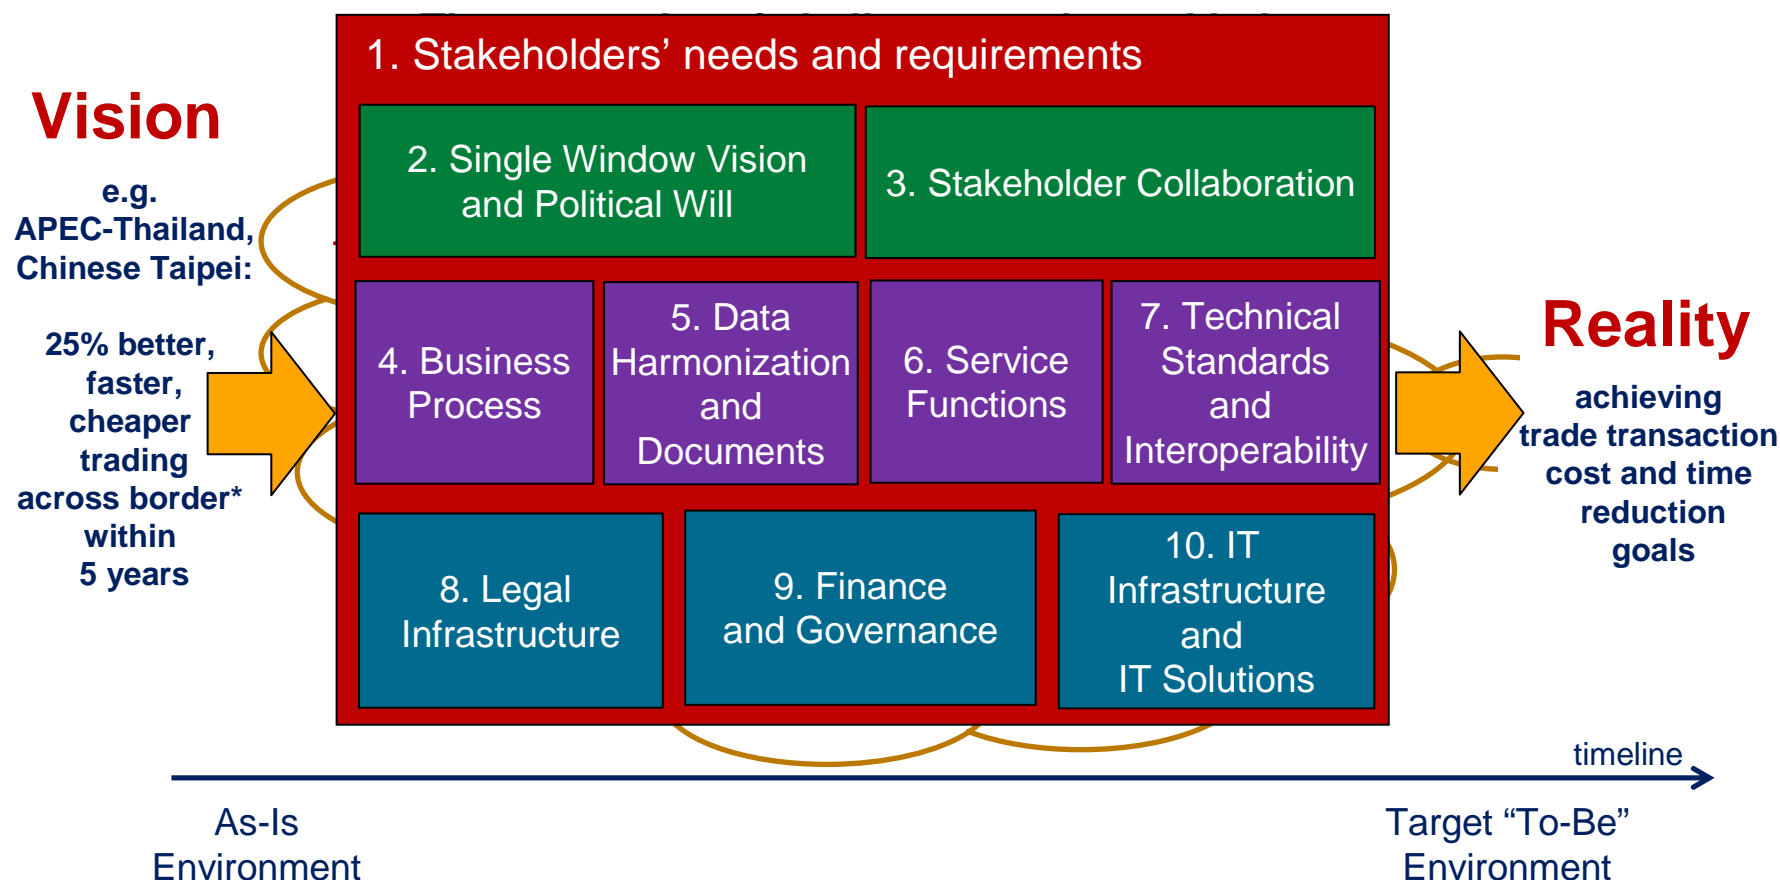 1. Stakeholders’ needs and requirements
Vision
e.g.
APEC-Thailand,
Chinese Taipei:
25% better,
faster,
cheaper
trading
across border*
within
5 years
2. Single Window Vision
and Political Will
3. Stakeholder Collaboration
4. Business
Process
5. Data
Harmonization
and
Documents
6. Service
Functions
7. Technical
Standards
and
Interoperability
8. Legal
Infrastructure
9. Finance
and Governance
10. IT
Infrastructure
and
IT Solutions
Reality
achieving
trade transaction
cost and time
reduction
goals
timeline
As-Is
Environment
Target “To-Be”
Environment